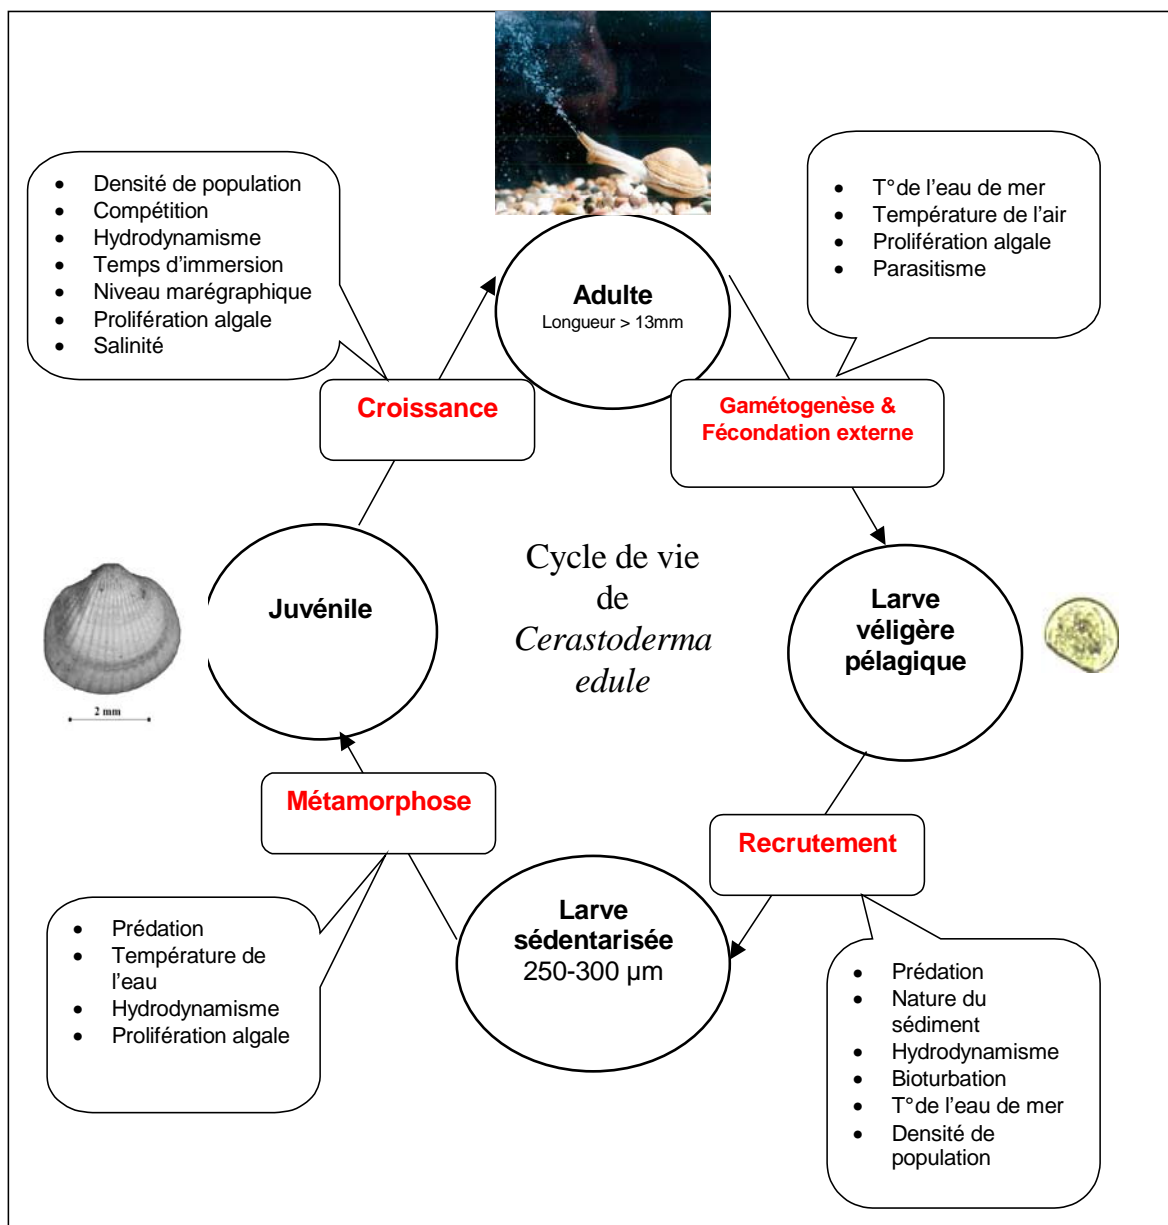 • Densité de population
• Compétition
• Hydrodynamisme
• Temps d'immersion
• Niveau marégraphique
• Prolifération algale
• Salinité
• T°de l'eau de mer
• Température de l'air
• Prolifération algale
• Parasitisme
Adulte
Longueur > 13mm
Croissance
Gamétogenèse &
Fécondation externe
Juvénile
2 mm
Cycle de vie
de
Cerastoderma
edule
Larve
véligère
pélagique
Métamorphose
Recrutement
Larve
sédentarisée
250-300 µm
• Prédation
• Température de
l'eau
• Hydrodynamisme
• Prolifération algale
• Prédation
• Nature du
sédiment
• Hydrodynamisme
• Bioturbation
• T°de l'eau de mer
• Densité de
population